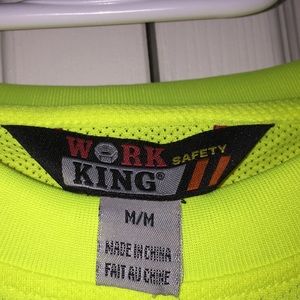 WORK
SAFETY
KING®
M/M
MADE IN CHINA
FAIT AU CHINE